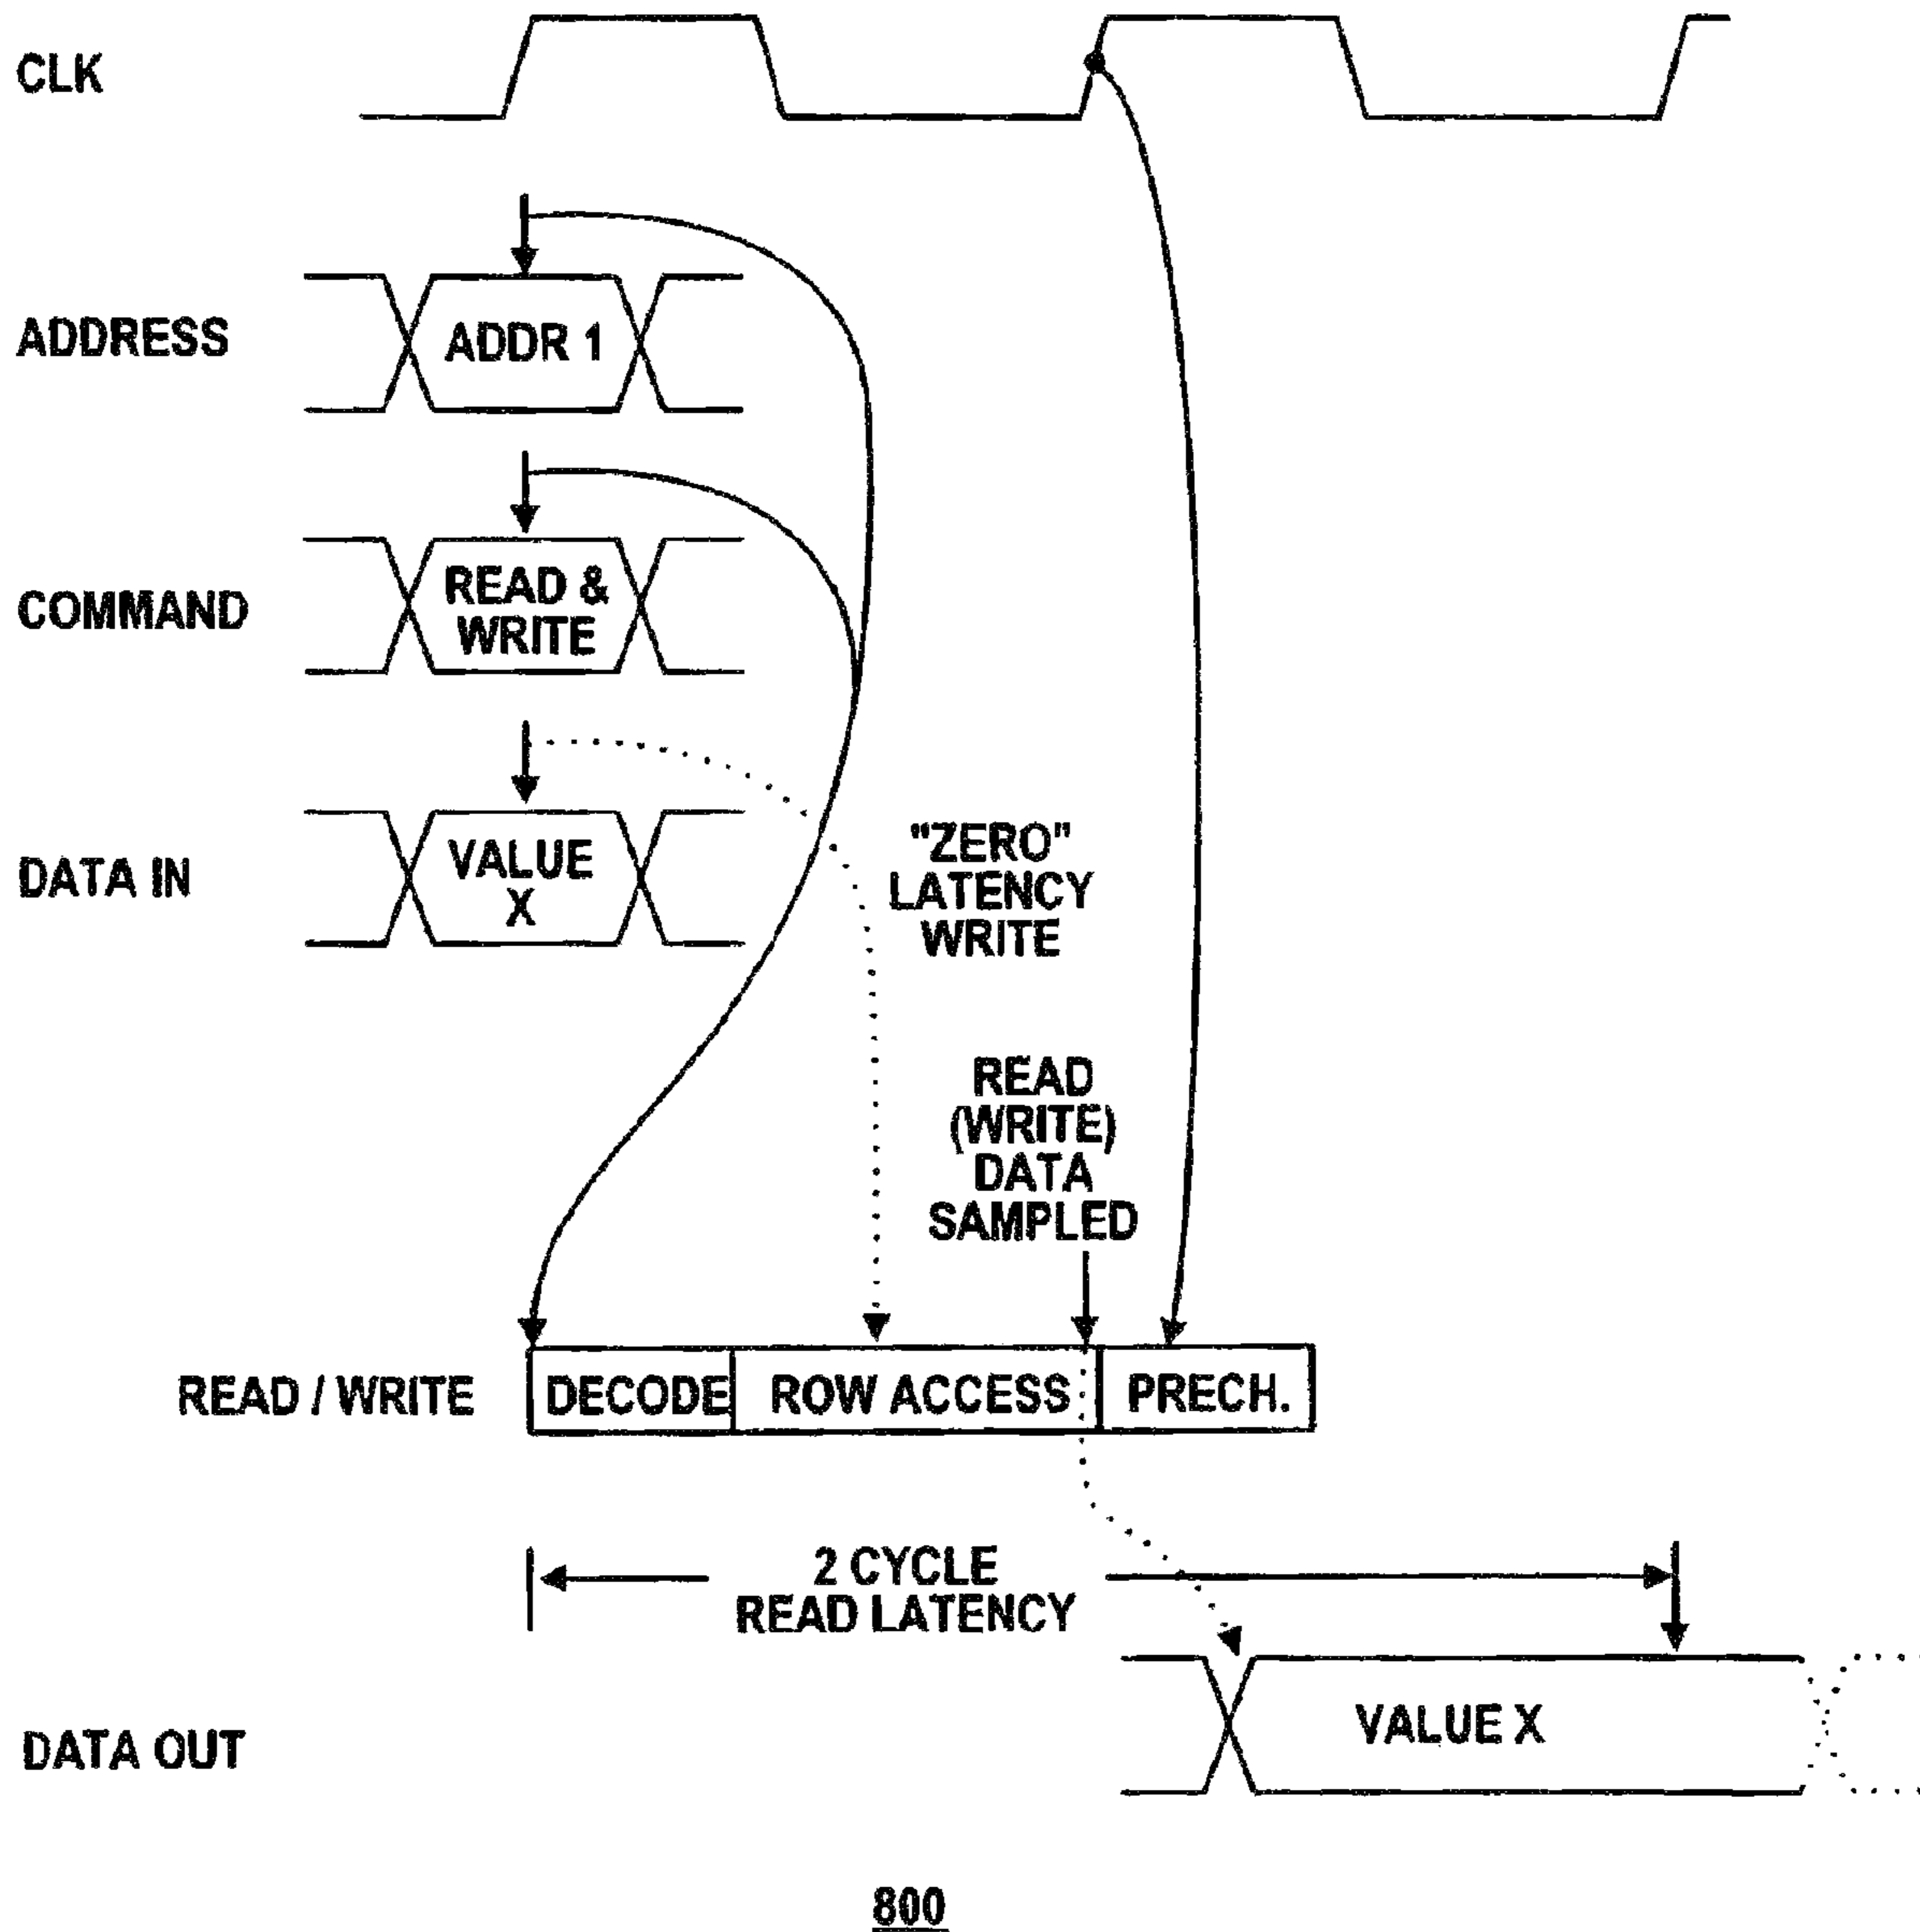 CLK
ADDRESS
ADDR 1
COMMAND
READ &
WRITE
DATA IN
VALUE
X
"ZERO"
LATENCY
WRITE
READ
(WRITE)
DATA
SAMPLED
READ / WRITE
DECODE
ROW ACCESS
PRECH.
2 CYCLE
READ LATENCY
DATA OUT
VALUE X
800